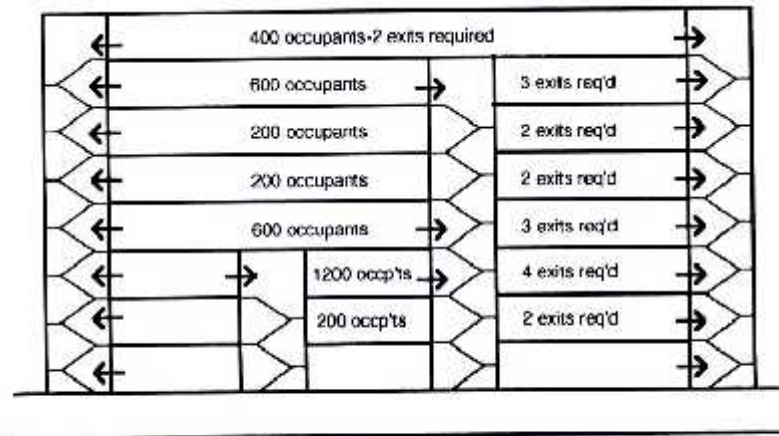 400 occupants-2 exits required
600 occupants 3 exits req'd
200 occupants 2 exits req'd
200 occupants 2 exits req'd
600 occupants 3 exits req'd
1200 occp'ts 4 exits req'd
200 occp'ts 2 exits req'd